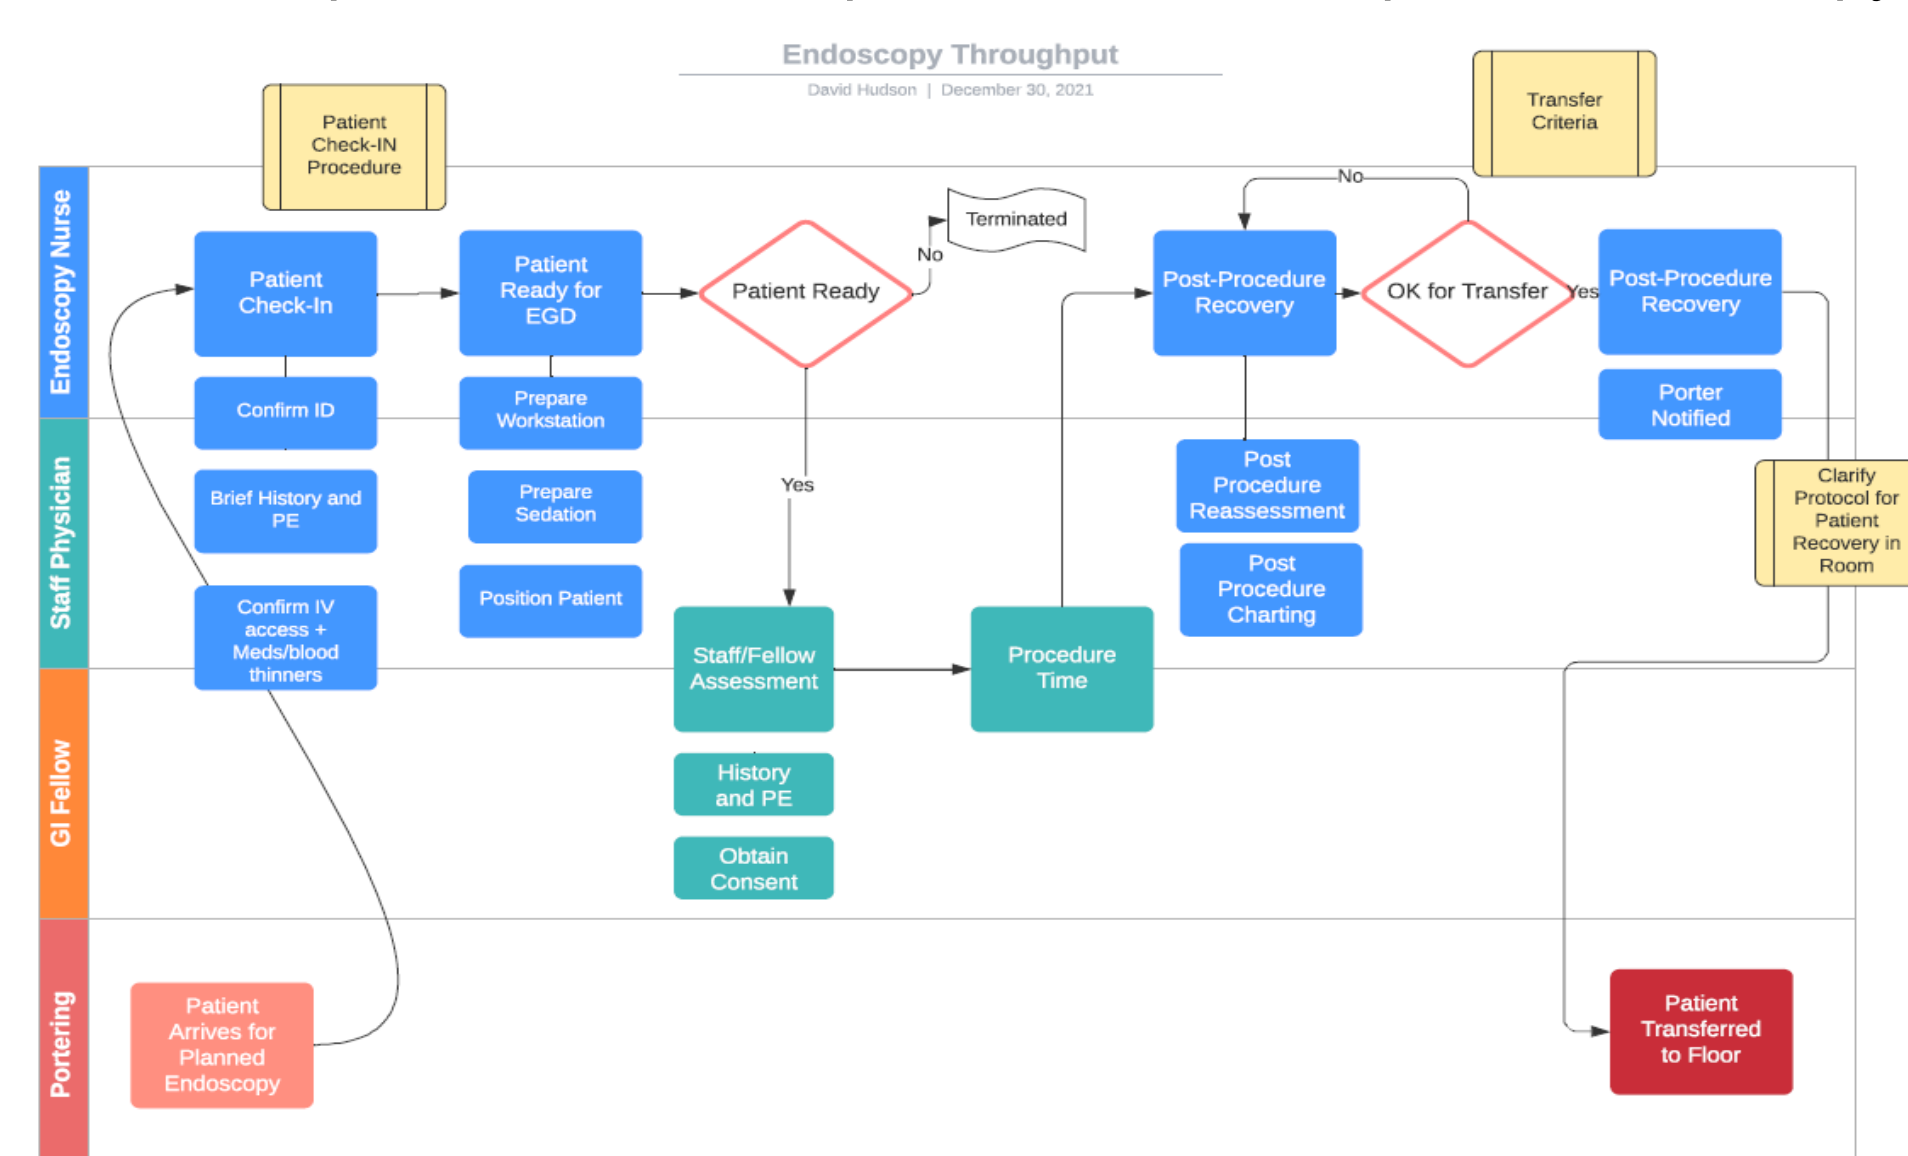 Endoscopy Throughput
David Hudson | December 30, 2021
Patient
Check-IN
Procedure
Transfer
Criteria
Endoscopy Nurse
Patient
Check-In
Patient
Ready for
EGD
Patient Ready
No
Terminated
Yes
Post-Procedure
Recovery
No
OK for Transfer
Yes
Post-Procedure
Recovery
Porter
Notified
Confirm ID
Prepare
Workstation
Staff Physician
Brief History and
PE
Prepare
Sedation
Position Patient
Confirm IV
access +
Meds/blood
thinners
Post
Procedure
Reassessment
Post
Procedure
Charting
Clarify
Protocol for
Patient
Recovery in
Room
Staff/Fellow
Assessment
Procedure
Time
GI Fellow
History
and PE
Obtain
Consent
Portering
Patient
Arrives for
Planned
Endoscopy
Patient
Transferred
to Floor